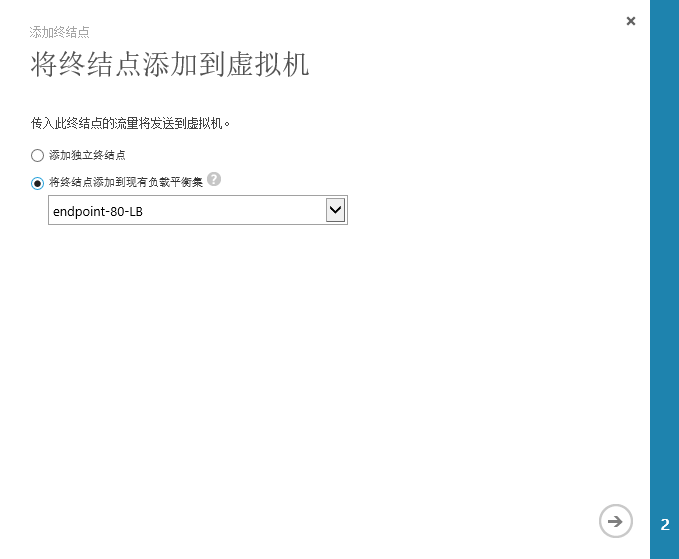 添加终结点
将终结点添加到虚拟机
传入此终结点的流量将发送到虚拟机。
添加独立终结点
将终结点添加到现有负载平衡集 ?
endpoint-80-LB
2